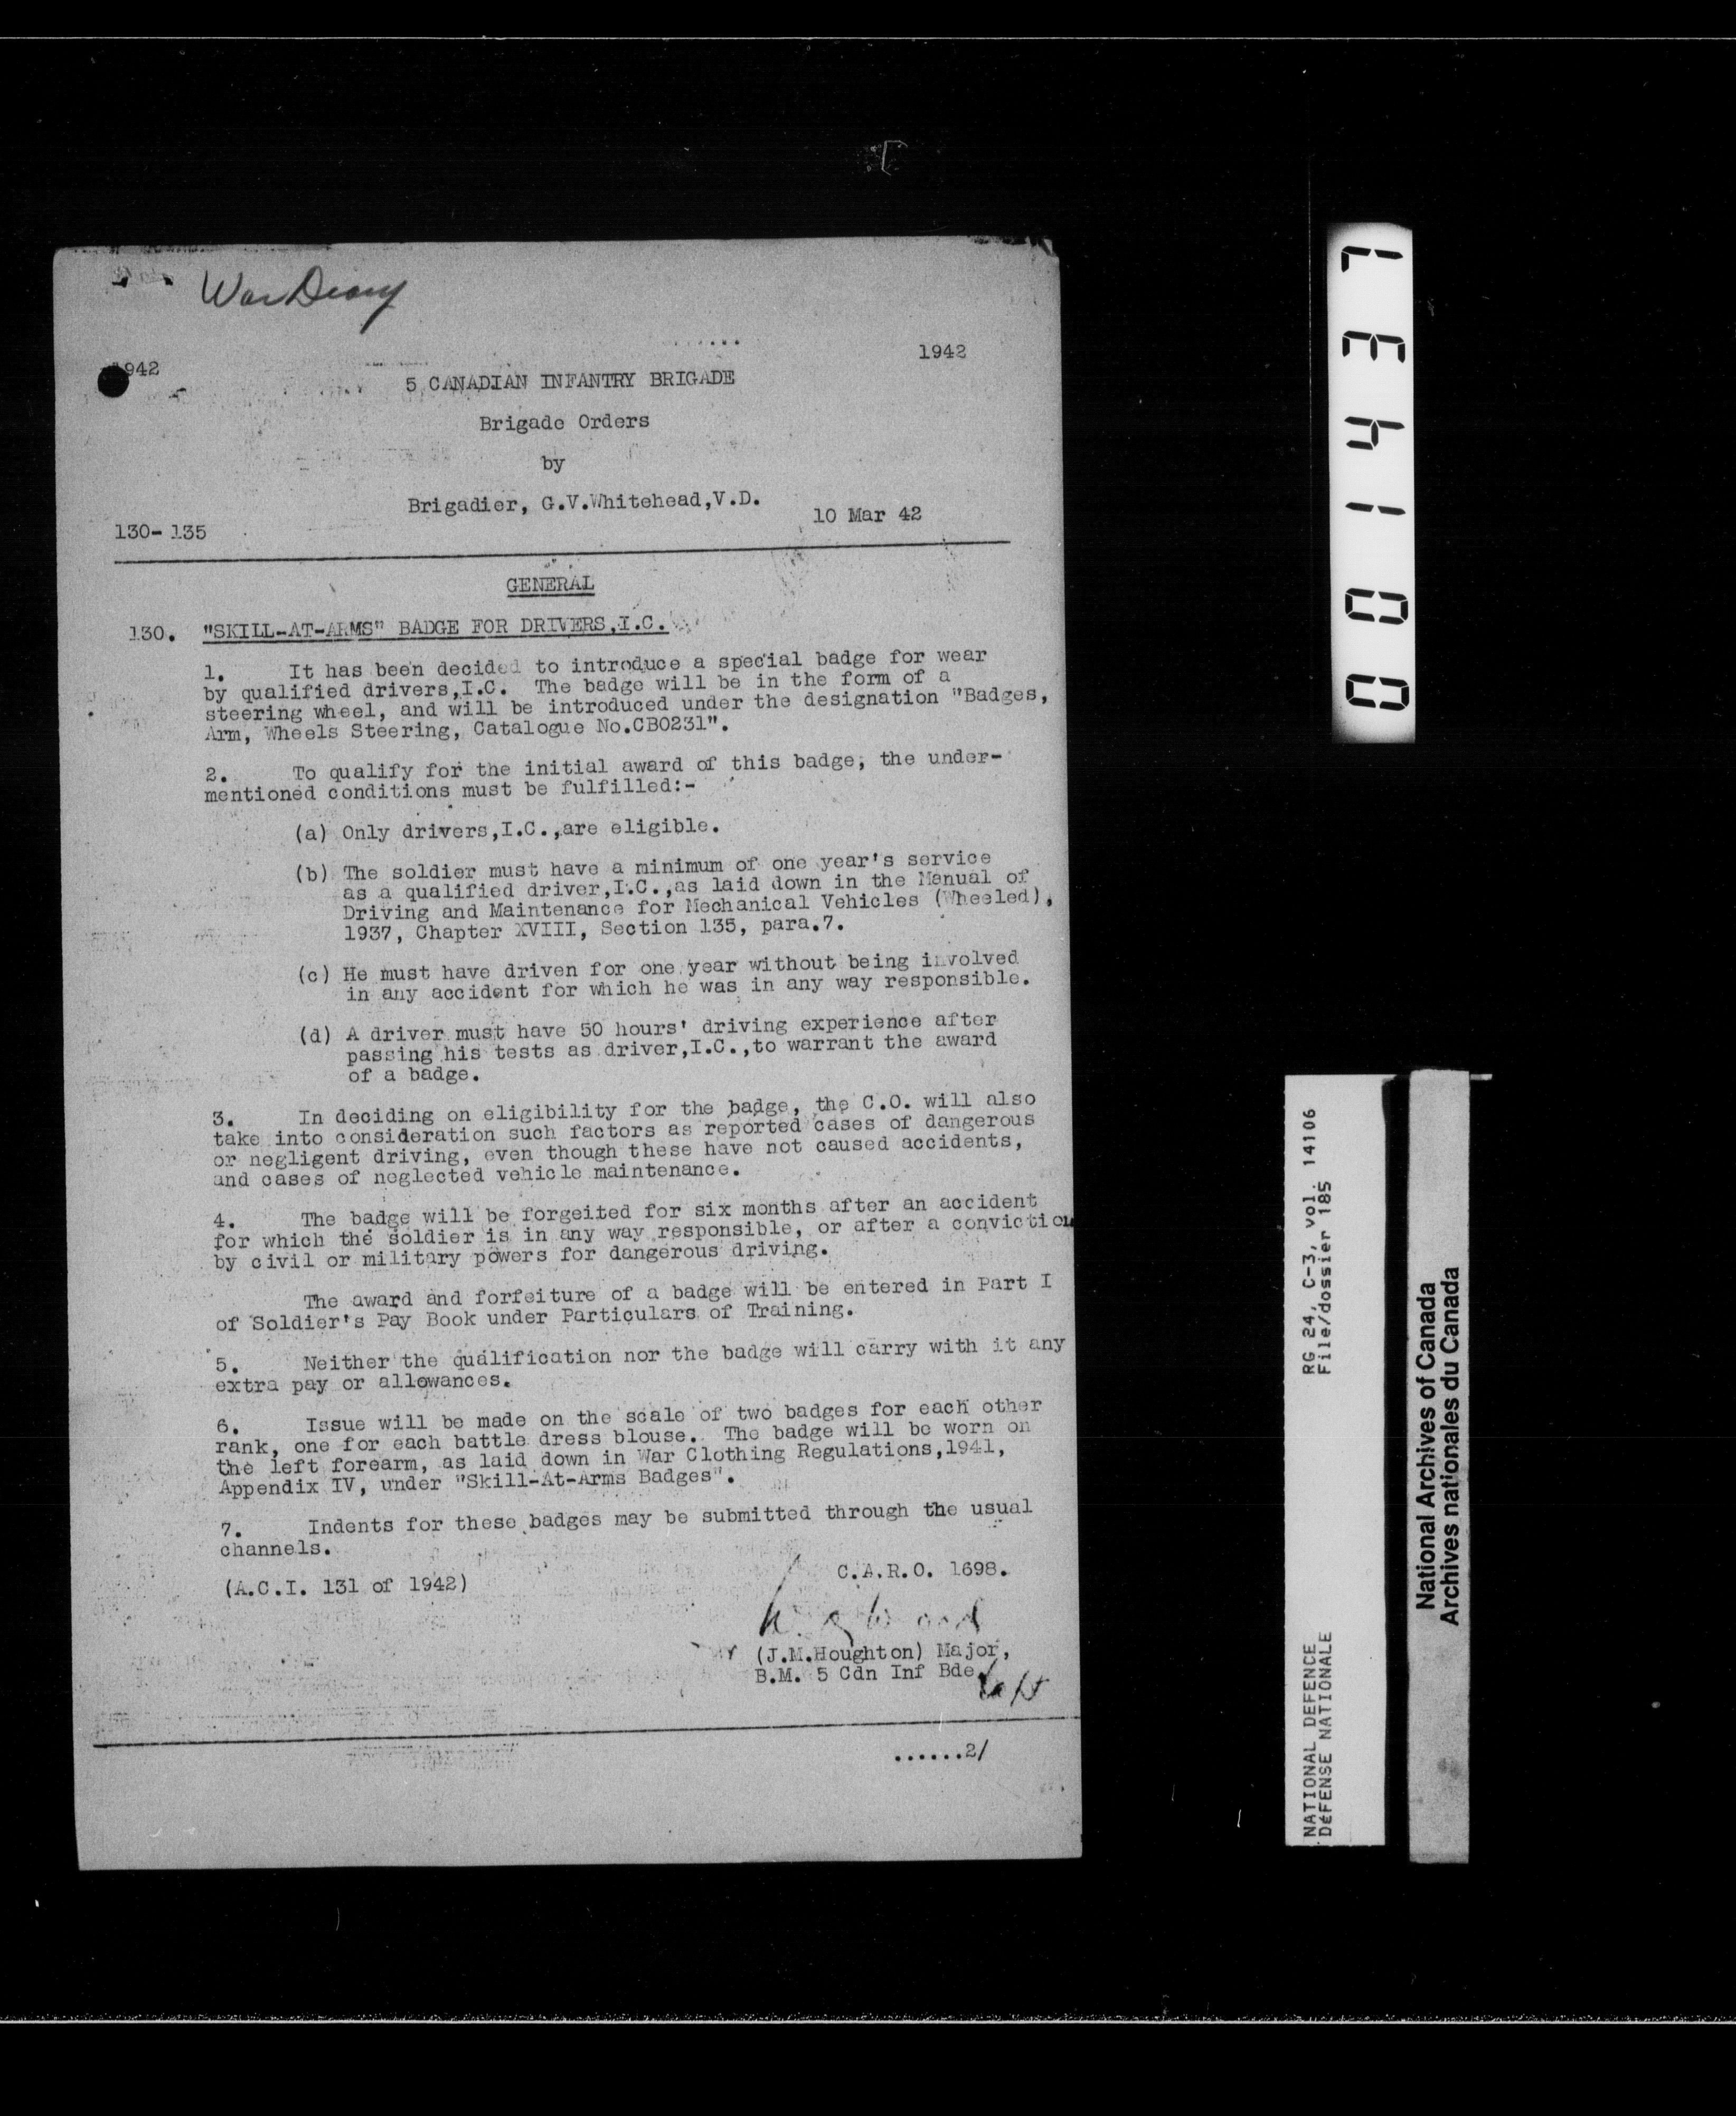 War Diary
1942
942
5 CANADIAN INFANTRY BRIGADE
Brigade Orders
by
Brigadier, G.V.Whitehead,V.D.
130-135
10 Mar 42
GENERAL
130. "SKILL-AT-ARMS" BADGE FOR DRIVERS,I.C.
1. It has been decided to introduce a special badge for wear
by qualified drivers,I.C. The badge will be in the form of a
steering wheel, and will be introduced under the designation "Badges,
Arm, Wheels Steering, Catalogue No.CB0231".
2. To qualify for the initial award of this badge, the under-
mentioned conditions must be fulfilled:-
(a) Only drivers,I.C.,are eligible.
(b) The soldier must have a minimum of one year's service
as a qualified driver,I.C.,as laid down in the Manual of
Driving and Maintenance for Mechanical Vehicles (Wheeled),
1937, Chapter XVIII, Section 135, para.7.
(c) He must have driven for one year without being involved
in any accident for which he was in any way responsible.
(d) A driver must have 50 hours' driving experience after
passing his tests as driver,I.C.,to warrant the award
of a badge.
3. In deciding on eligibility for the badge, the C.O. will also
take into consideration such factors as reported cases of dangerous
or negligent driving, even though these have not caused accidents,
and cases of neglected vehicle maintenance.
4. The badge will be forgeited for six months after an accident
for which the soldier is in any way responsible, or after a conviction
by civil or military powers for dangerous driving.
The award and forfeiture of a badge will be entered in Part I
of Soldier's Pay Book under Particulars of Training.
5. Neither the qualification nor the badge will carry with it any
extra pay or allowances.
6. Issue will be made on the scale of two badges for each other
rank, one for each battle dress blouse. The badge will be worn on
the left forearm, as laid down in War Clothing Regulations,1941,
Appendix IV, under "Skill-At-Arms Badges".
7. Indents for these badges may be submitted through the usual
channels.
(A.C.I. 131 of 1942)
C.A.R.O. 1698.
(J.M.Houghton) Major,
B.M. 5 Cdn Inf Bde
......2/
001437
RG 24, C-3, vol. 14106
File/dossier 185
NATIONAL DEFENCE
DÉFENSE NATIONALE
National Archives of Canada
Archives nationales du Canada